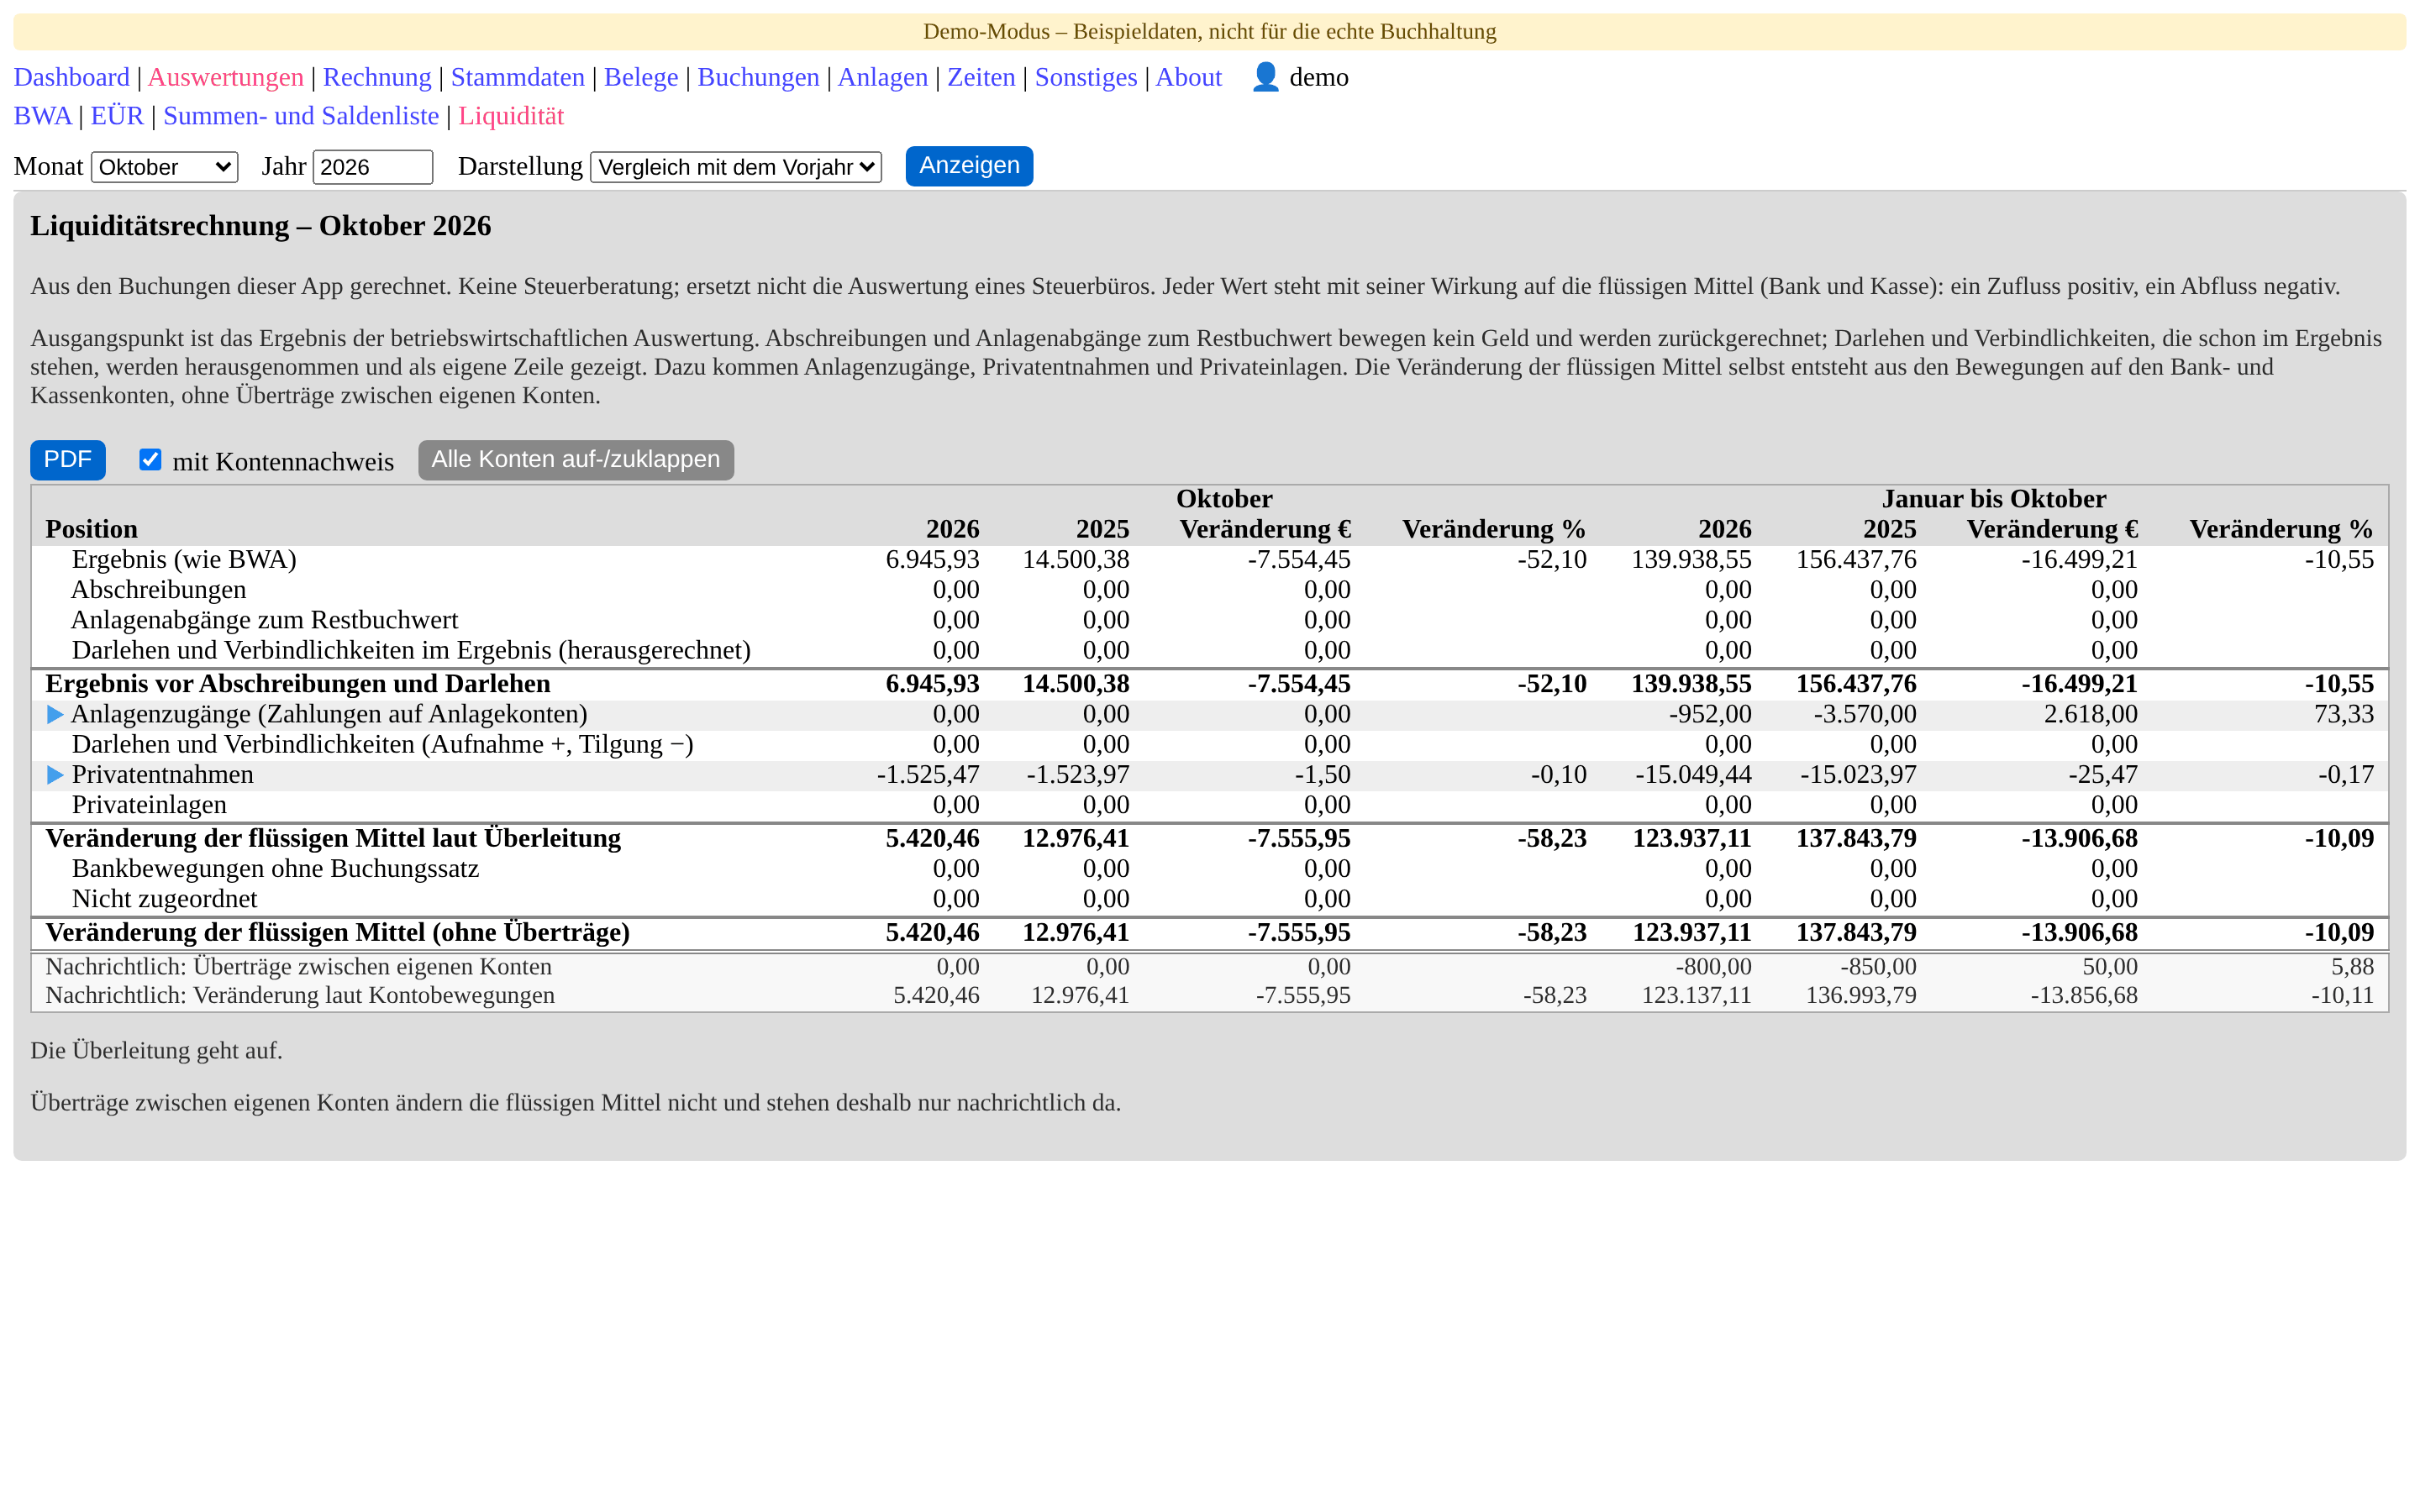 Demo-Modus – Beispieldaten, nicht für die echte Buchhaltung
Dashboard | Auswertungen | Rechnung | Stammdaten | Belege | Buchungen | Anlagen | Zeiten | Sonstiges | About 👤 demo
BWA | EÜR | Summen- und Saldenliste | Liquidität
Monat Oktober Jahr 2026 Darstellung Vergleich mit dem Vorjahr Anzeigen
Liquiditätsrechnung – Oktober 2026
Aus den Buchungen dieser App gerechnet. Keine Steuerberatung; ersetzt nicht die Auswertung eines Steuerbüros. Jeder Wert steht mit seiner Wirkung auf die flüssigen Mittel (Bank und Kasse): ein Zufluss positiv, ein Abfluss negativ.
Ausgangspunkt ist das Ergebnis der betriebswirtschaftlichen Auswertung. Abschreibungen und Anlagenabgänge zum Restbuchwert bewegen kein Geld und werden zurückgerechnet; Darlehen und Verbindlichkeiten, die schon im Ergebnis
stehen, werden herausgenommen und als eigene Zeile gezeigt. Dazu kommen Anlagenzugänge, Privatentnahmen und Privateinlagen. Die Veränderung der flüssigen Mittel selbst entsteht aus den Bewegungen auf den Bank- und
Kassenkonten, ohne Überträge zwischen eigenen Konten.
PDF mit Kontennachweis Alle Konten auf-/zuklappen
Oktober Januar bis Oktober
Position 2026 2025 Veränderung € Veränderung % 2026 2025 Veränderung € Veränderung %
Ergebnis (wie BWA) 6.945,93 14.500,38 -7.554,45 -52,10 139.938,55 156.437,76 -16.499,21 -10,55
Abschreibungen 0,00 0,00 0,00 0,00 0,00 0,00
Anlagenabgänge zum Restbuchwert 0,00 0,00 0,00 0,00 0,00 0,00
Darlehen und Verbindlichkeiten im Ergebnis (herausgerechnet) 0,00 0,00 0,00 0,00 0,00 0,00
Ergebnis vor Abschreibungen und Darlehen 6.945,93 14.500,38 -7.554,45 -52,10 139.938,55 156.437,76 -16.499,21 -10,55
▶ Anlagenzugänge (Zahlungen auf Anlagekonten) 0,00 0,00 0,00 -952,00 -3.570,00 2.618,00 73,33
Darlehen und Verbindlichkeiten (Aufnahme +, Tilgung −) 0,00 0,00 0,00 0,00 0,00 0,00
▶ Privatentnahmen -1.525,47 -1.523,97 -1,50 -0,10 -15.049,44 -15.023,97 -25,47 -0,17
Privateinlagen 0,00 0,00 0,00 0,00 0,00 0,00
Veränderung der flüssigen Mittel laut Überleitung 5.420,46 12.976,41 -7.555,95 -58,23 123.937,11 137.843,79 -13.906,68 -10,09
Bankbewegungen ohne Buchungssatz 0,00 0,00 0,00 0,00 0,00 0,00
Nicht zugeordnet 0,00 0,00 0,00 0,00 0,00 0,00
Veränderung der flüssigen Mittel (ohne Überträge) 5.420,46 12.976,41 -7.555,95 -58,23 123.937,11 137.843,79 -13.906,68 -10,09
Nachrichtlich: Überträge zwischen eigenen Konten 0,00 0,00 0,00 -800,00 -850,00 50,00 5,88
Nachrichtlich: Veränderung laut Kontobewegungen 5.420,46 12.976,41 -7.555,95 -58,23 123.137,11 136.993,79 -13.856,68 -10,11
Die Überleitung geht auf.
Überträge zwischen eigenen Konten ändern die flüssigen Mittel nicht und stehen deshalb nur nachrichtlich da.